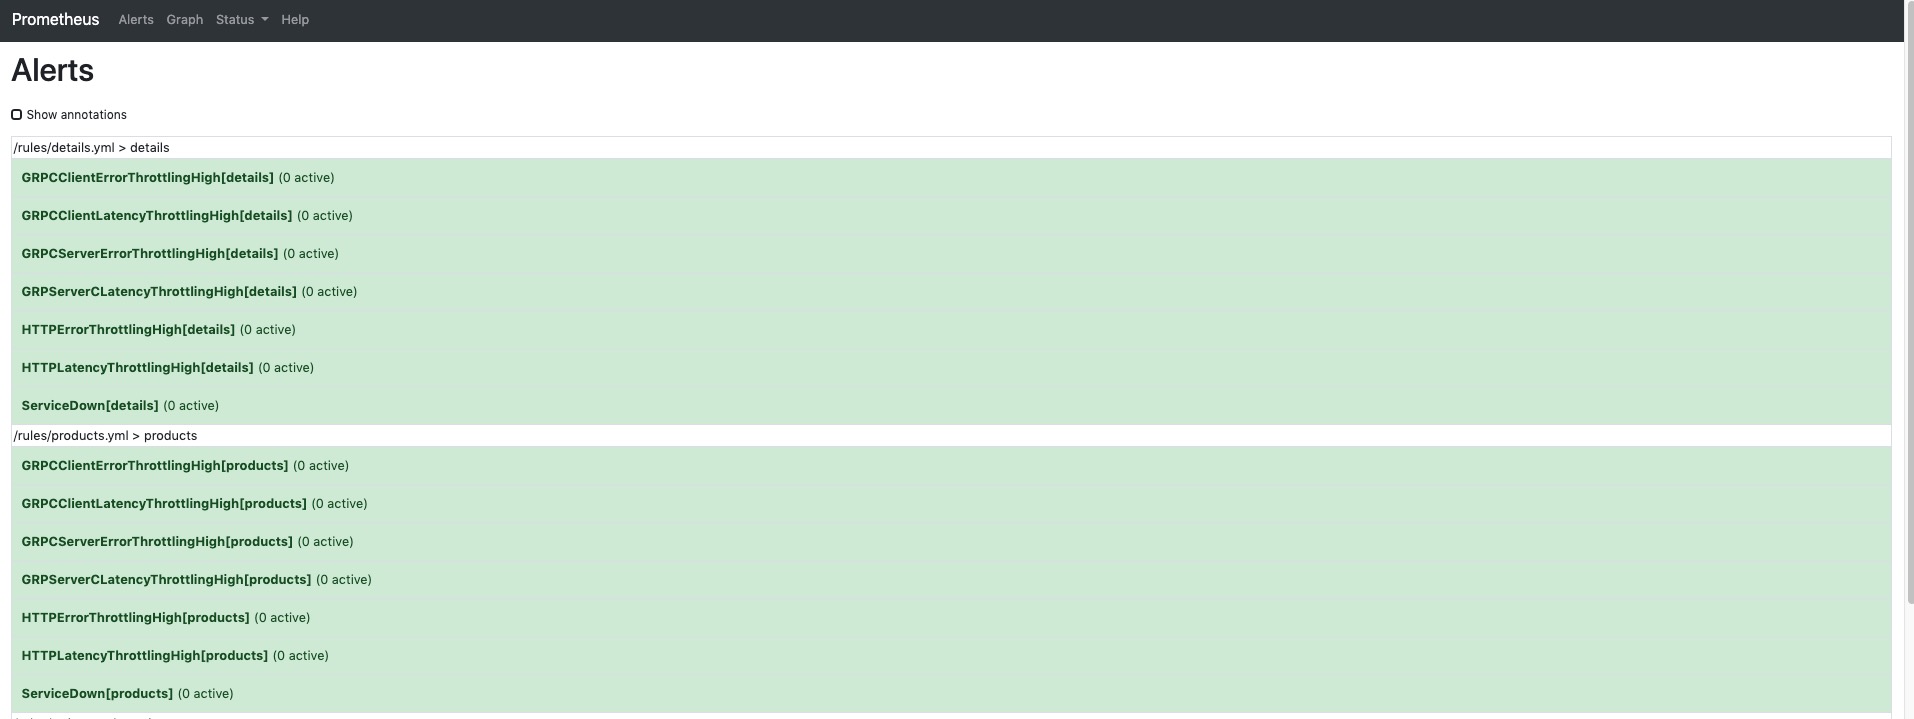 Prometheus Alerts Graph Status Help
Alerts
Show annotations
/rules/details.yml > details
GRPCClientErrorThrottlingHigh[details] (0 active)
GRPCClientLatencyThrottlingHigh[details] (0 active)
GRPCServerErrorThrottlingHigh[details] (0 active)
GRPServerCLatencyThrottlingHigh[details] (0 active)
HTTPErrorThrottlingHigh[details] (0 active)
HTTPLatencyThrottlingHigh[details] (0 active)
ServiceDown[details] (0 active)
/rules/products.yml > products
GRPCClientErrorThrottlingHigh[products] (0 active)
GRPCClientLatencyThrottlingHigh[products] (0 active)
GRPCServerErrorThrottlingHigh[products] (0 active)
GRPServerCLatencyThrottlingHigh[products] (0 active)
HTTPErrorThrottlingHigh[products] (0 active)
HTTPLatencyThrottlingHigh[products] (0 active)
ServiceDown[products] (0 active)